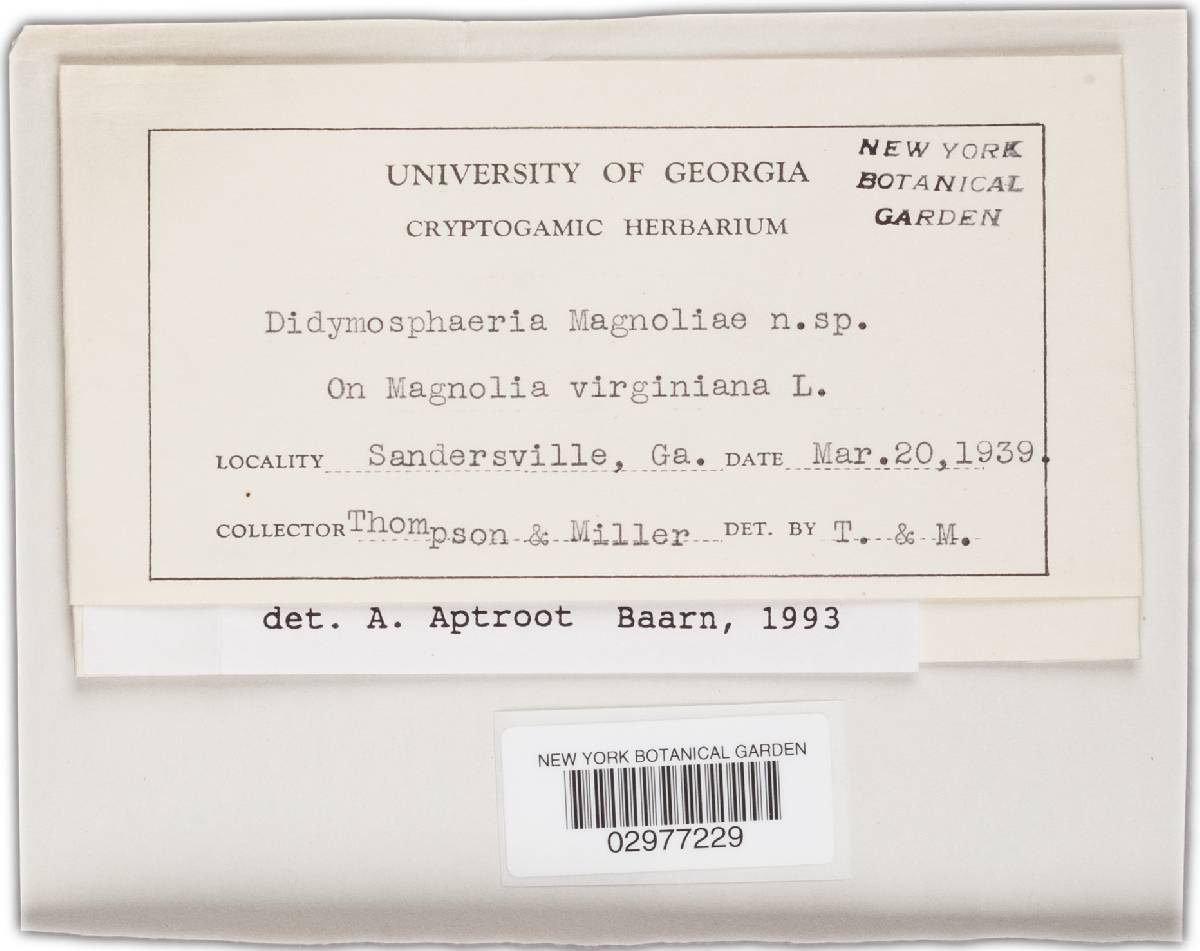 UNIVERSITY OF GEORGIA
CRYPTOGAMIC HERBARIUM
NEW YORK
BOTANICAL
GARDEN
Didymosphaeria Magnoliae n.sp.
On Magnolia virginiana L.
LOCALITY Sandersville, Ga. DATE Mar.20,1939.
COLLECTOR Thompson & Miller DET. BY T. & M.
det. A. Aptroot Baarn, 1993
NEW YORK BOTANICAL GARDEN
02977229